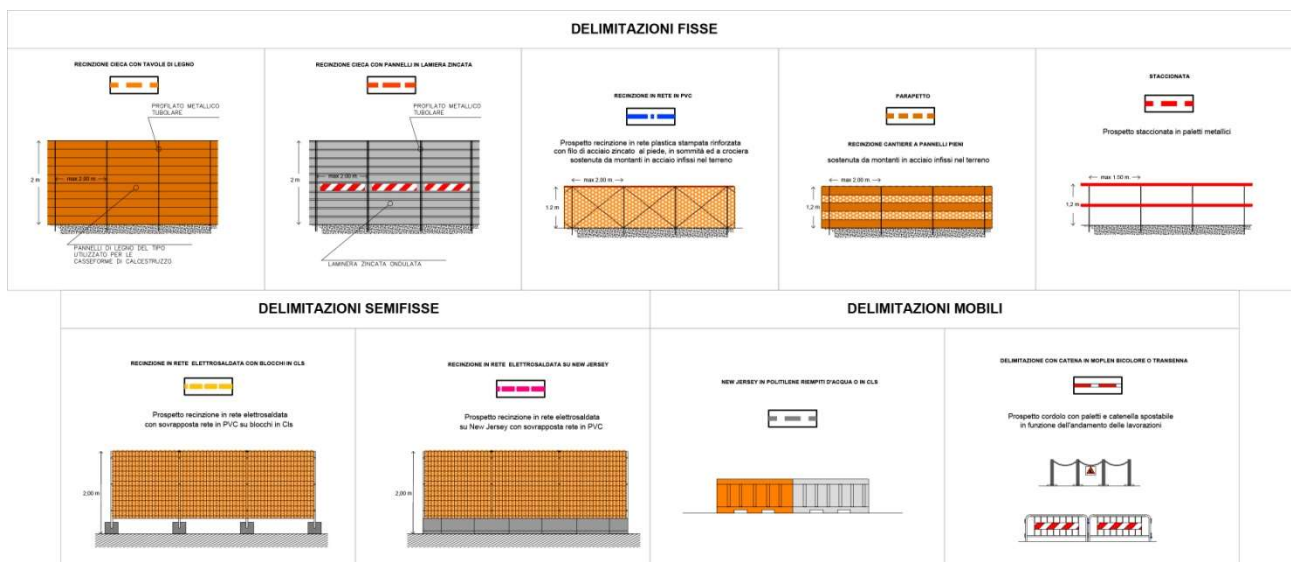 DELIMITAZIONI FISSE
RECINZIONE CIECA CON TAVOLE DI LEGNO
PROFILATO METALLICO
TUBOLARE
2 m
max 2.00 m
PANNELLI DI LEGNO DEL TIPO
UTILIZZATO PER LE
CASSEFORME DI CALCESTRUZZO
RECINZIONE CIECA CON PANNELLI IN LAMIERA ZINCATA
PROFILATO METALLICO
TUBOLARE
2 m
max 2.00 m
LAMINERA ZINCATA ONDULATA
RECINZIONE IN RETE IN PVC
Prospetto recinzione in rete plastica stampata rinforzata
con filo di acciaio zincato al piede, in sommità ed a crociera
sostenuta da montanti in acciaio infissi nel terreno
max 2.00 m
1.2 m
PARAPETTO
RECINZIONE CANTIERE A PANNELLI PIENI
sostenuta da montanti in acciaio infissi nel terreno
max 2.00 m
1,2 m
STACCIONATA
Prospetto staccionata in paletti metallici
max 1.50 m
1,2 m
DELIMITAZIONI SEMIFISSE
RECINZIONE IN RETE ELETTROSALDATA CON BLOCCHI IN CLS
Prospetto recinzione in rete elettrosaldata
con sovrapposta rete in PVC su blocchi in Cls
2,00 m
RECINZIONE IN RETE ELETTROSALDATA SU NEW JERSEY
Prospetto recinzione in rete elettrosaldata
su New Jersey con sovrapposta rete in PVC
2,00 m
DELIMITAZIONI MOBILI
NEW JERSEY IN POLITILENE RIEMPITI D'ACQUA O IN CLS
DELIMITAZIONE CON CATENA IN MOPLEN BICOLORE O TRANSENNA
Prospetto cordolo con paletti e catenella spostabile
in funzione dell'andamento delle lavorazioni